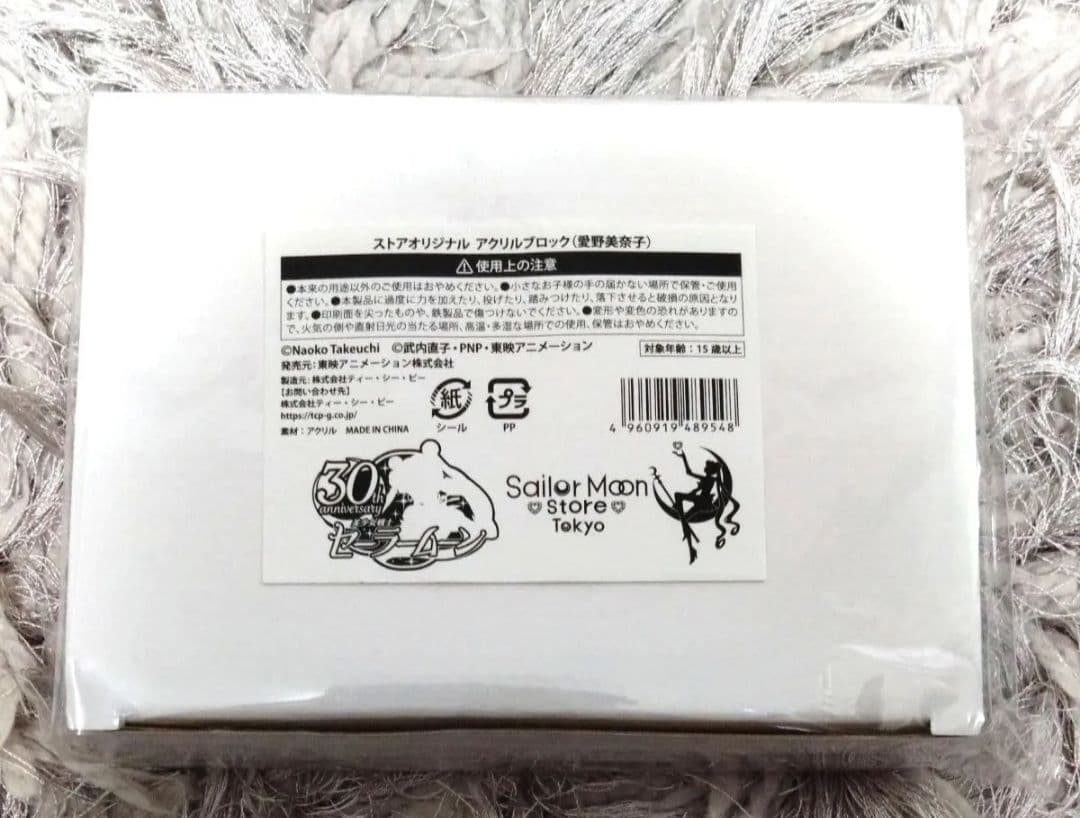 ストアオリジナル アクリルブロック(愛野美奈子)
⚠使用上の注意
●本来の用途以外のご使用はおやめください。●小さなお子様の手の届かない場所で保管・ご使用
ください。●本製品に過度に力を加えたり、投げたり、踏みつけたり、落下させると破損の原因となり
ます。●印刷面を尖ったものや、鉄製品で傷つけないでください。●変形や変色の恐れがありますの
で、火気の側や直射日光の当たる場所、高温・多湿な場所での使用、保管はおやめください。
©Naoko Takeuchi ©武内直子・PNP・東映アニメーション
対象年齢：15歳以上
発売元：東映アニメーション株式会社
製造元：株式会社ティー・シー・ピー
【お問い合わせ先】
株式会社ティー・シー・ピー
https://tcp-g.co.jp/
素材：アクリル MADE IN CHINA
紙
シール
プラ
PP
4 960919 489548
30th
anniversary
セーラームーン
Sailor Moon
Store
Tokyo